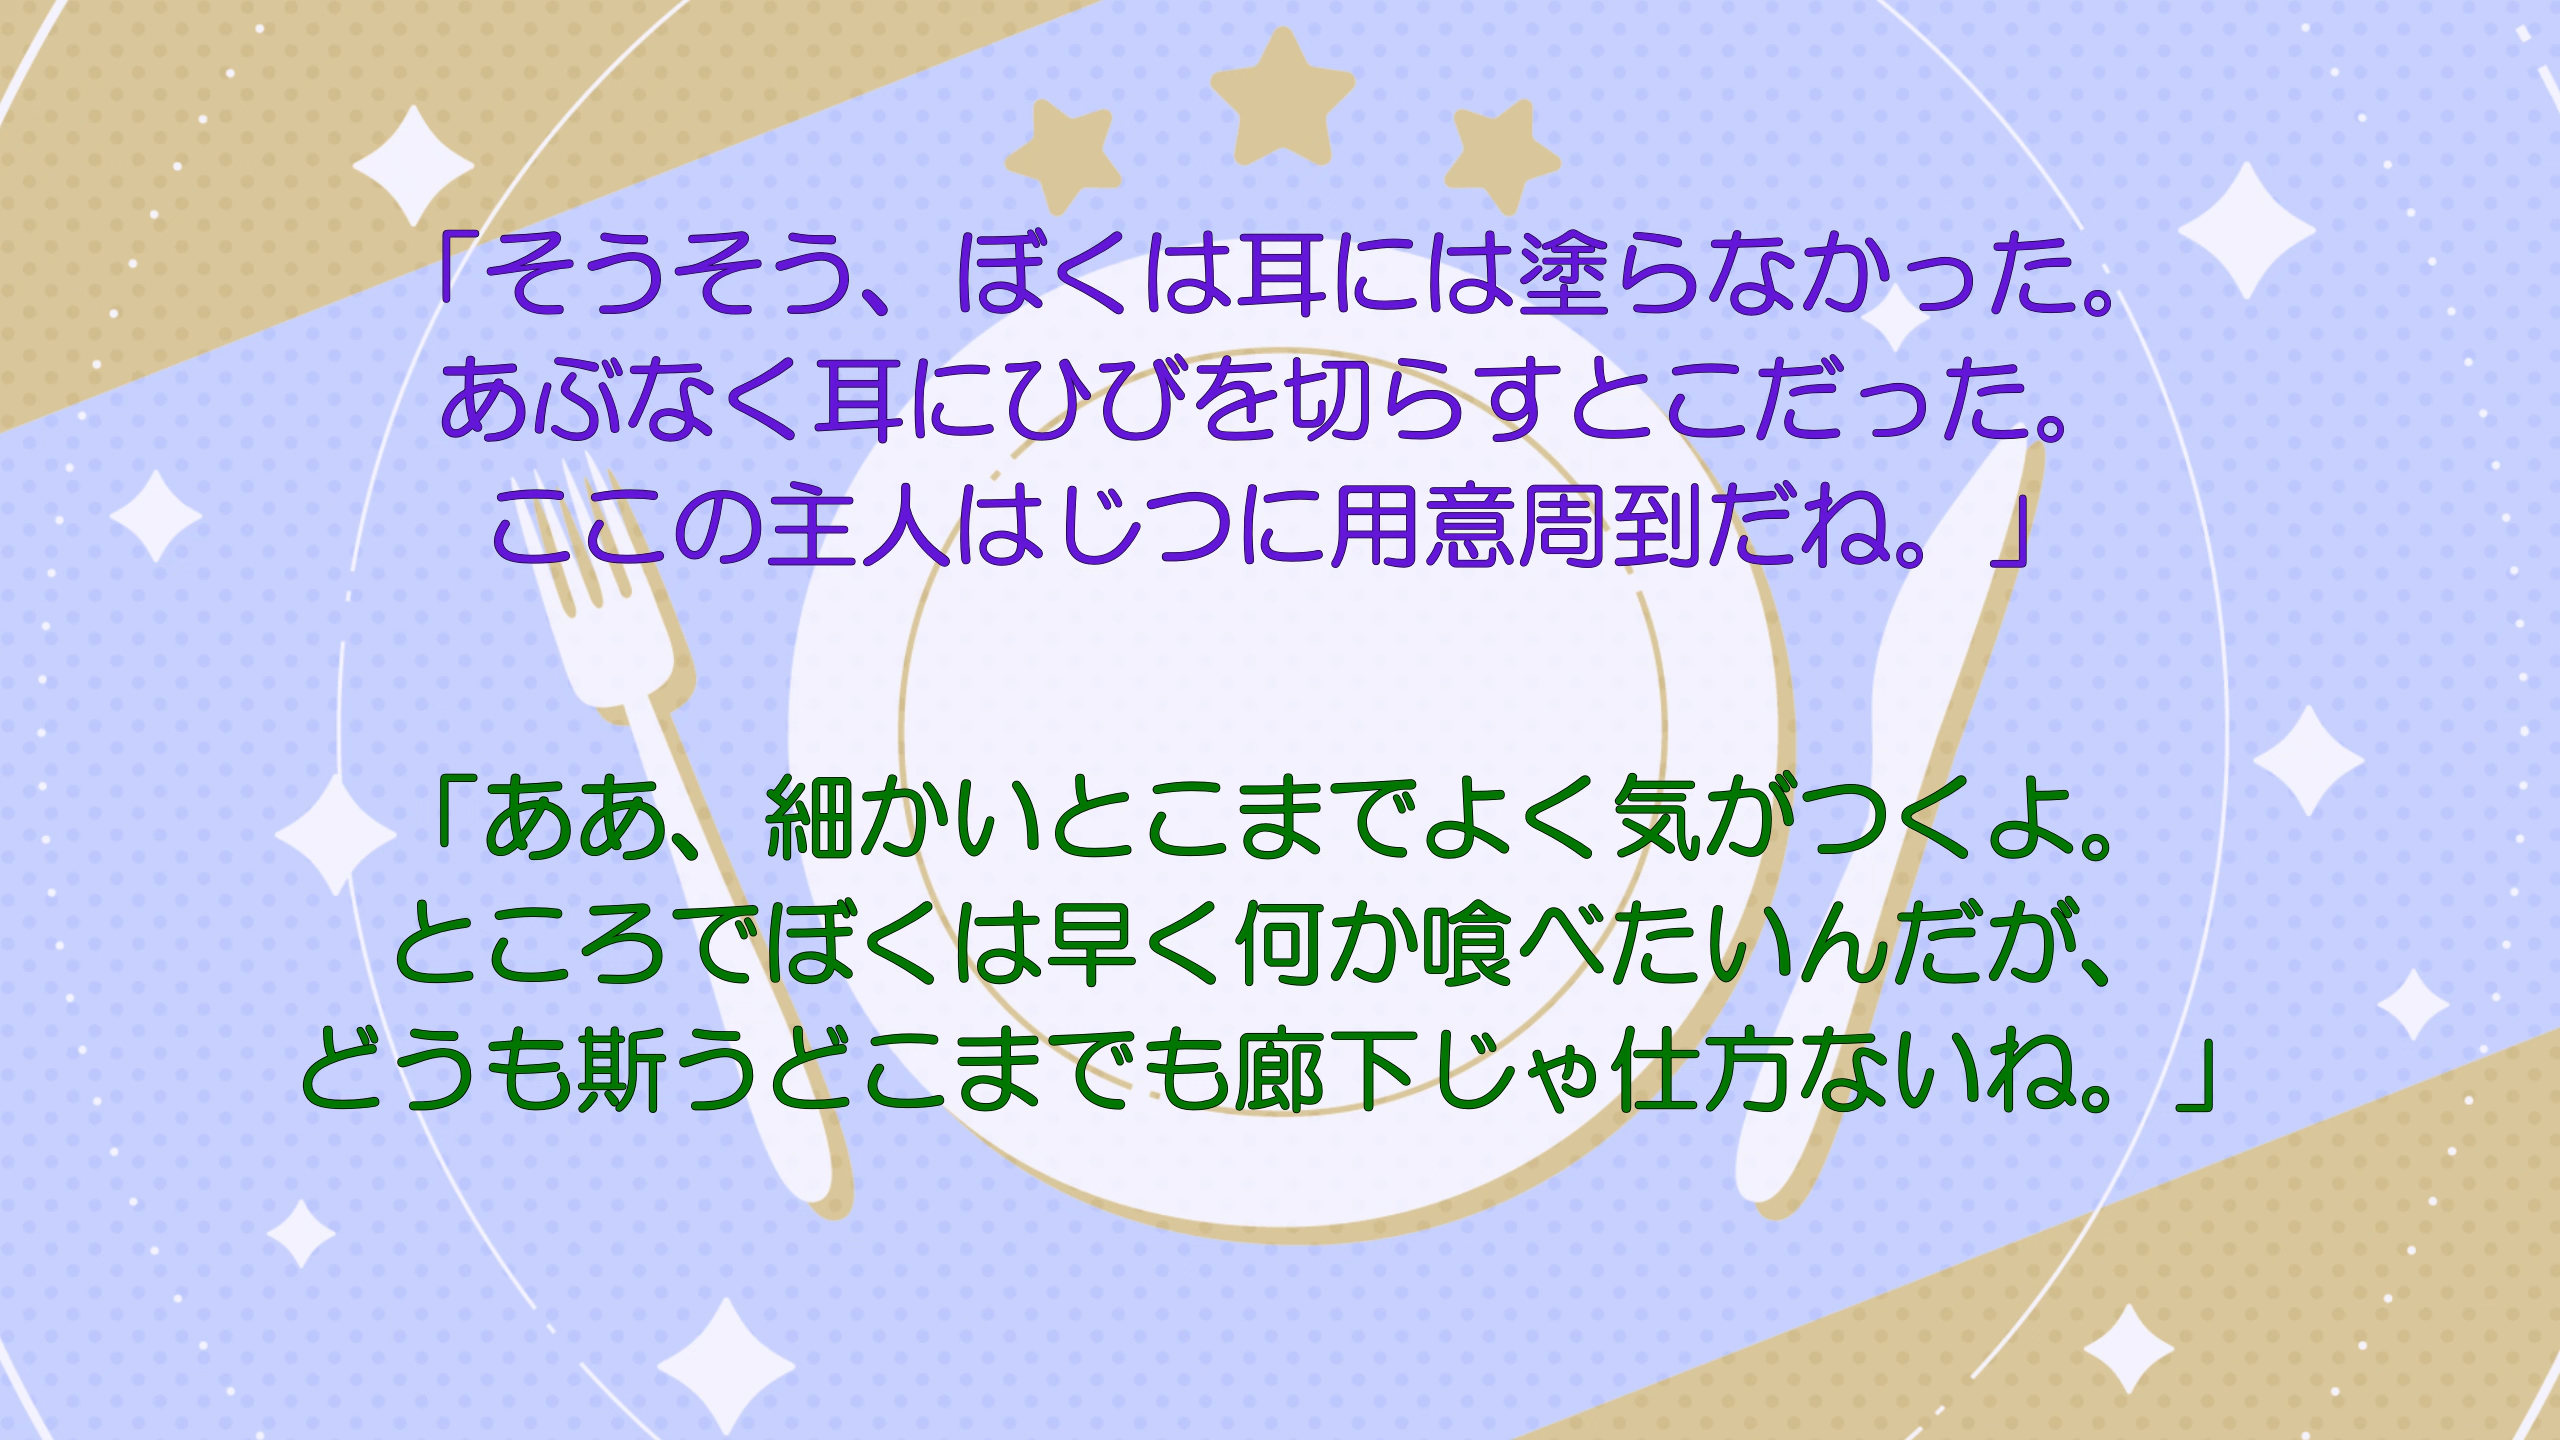 「そうそう、ぼくは耳には塗らなかった。
あぶなく耳にひびを切らすとこだった。
ここの主人はじつに用意周到だね。」
「ああ、細かいとこまでよく気がつくよ。
ところでぼくは早く何か喰べたいんだが、
どうも斯うどこまでも廊下じゃ仕方ないね。」